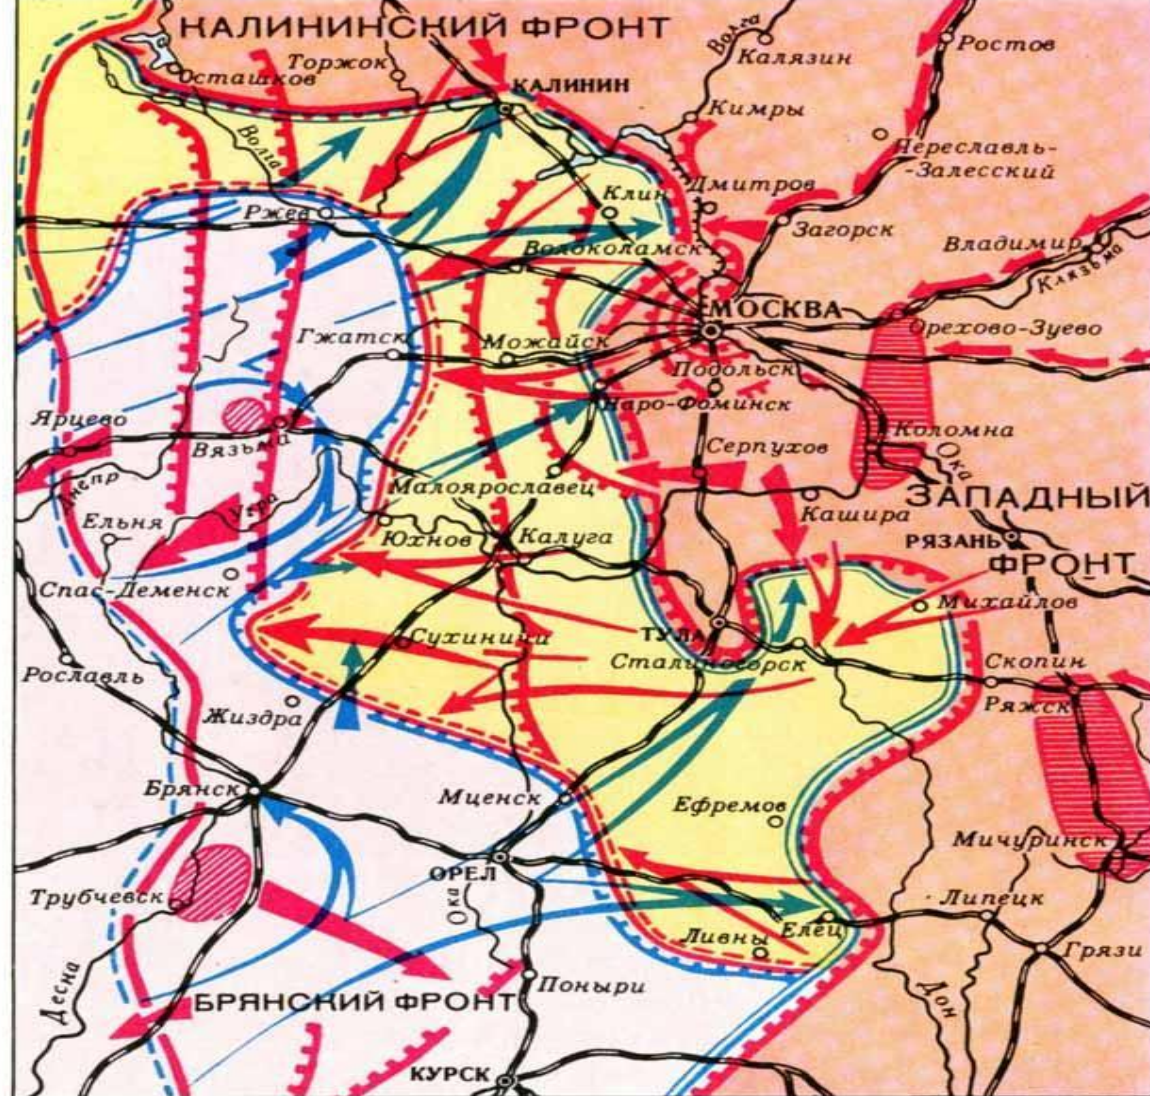 КАЛИНИНСКИЙ ФРОНТ
Волга
Ростов
Калязин
Торжок
Осташков
КАЛИНИН
Кимры
Волга
Переславль-
-Залесский
Клин
Дмитров
Ржев
Загорск
Владимир
Волоколамск
Клязьма
МОСКВА
Орехово-Зуево
Гжатск
Можайск
Подольск
Наро-Фоминск
Ярцево
Вязьма
Серпухов
Коломна
Ока
Днепр
Малоярославец
ЗАПАДНЫЙ
Угра
Ельня
Кашира
Юхнов
Калуга
РЯЗАНЬ
ФРОНТ
Спас-Деменск
Михайлов
ТУЛА
Сухиничи
Сталиногорск
Скопин
Рославль
Ряжск
Жиздра
Брянск
Мценск
Ефремов
Мичуринск
ОРЕЛ
Трубчевск
Ока
Липецк
Елец
Ливны
Грязи
Десна
Поныри
БРЯНСКИЙ ФРОНТ
Дон
КУРСК